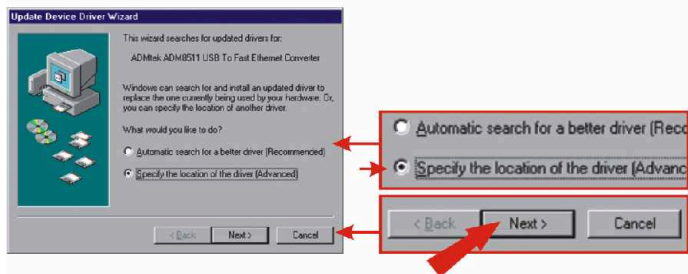 Update Device Driver Wizard
This wizard searches for updated drivers for:
ADMtek ADM8511 USB To Fast Ethernet Converter
Windows can search for and install an updated driver to
replace the one currently being used by your hardware. Or,
you can specify the location of another driver.
What would you like to do?
Automatic search for a better driver (Recommended)
Specify the location of the driver (Advanced)
< Back Next > Cancel
Automatic search for a better driver (Reco
Specify the location of the driver (Advanc
< Back Next > Cancel